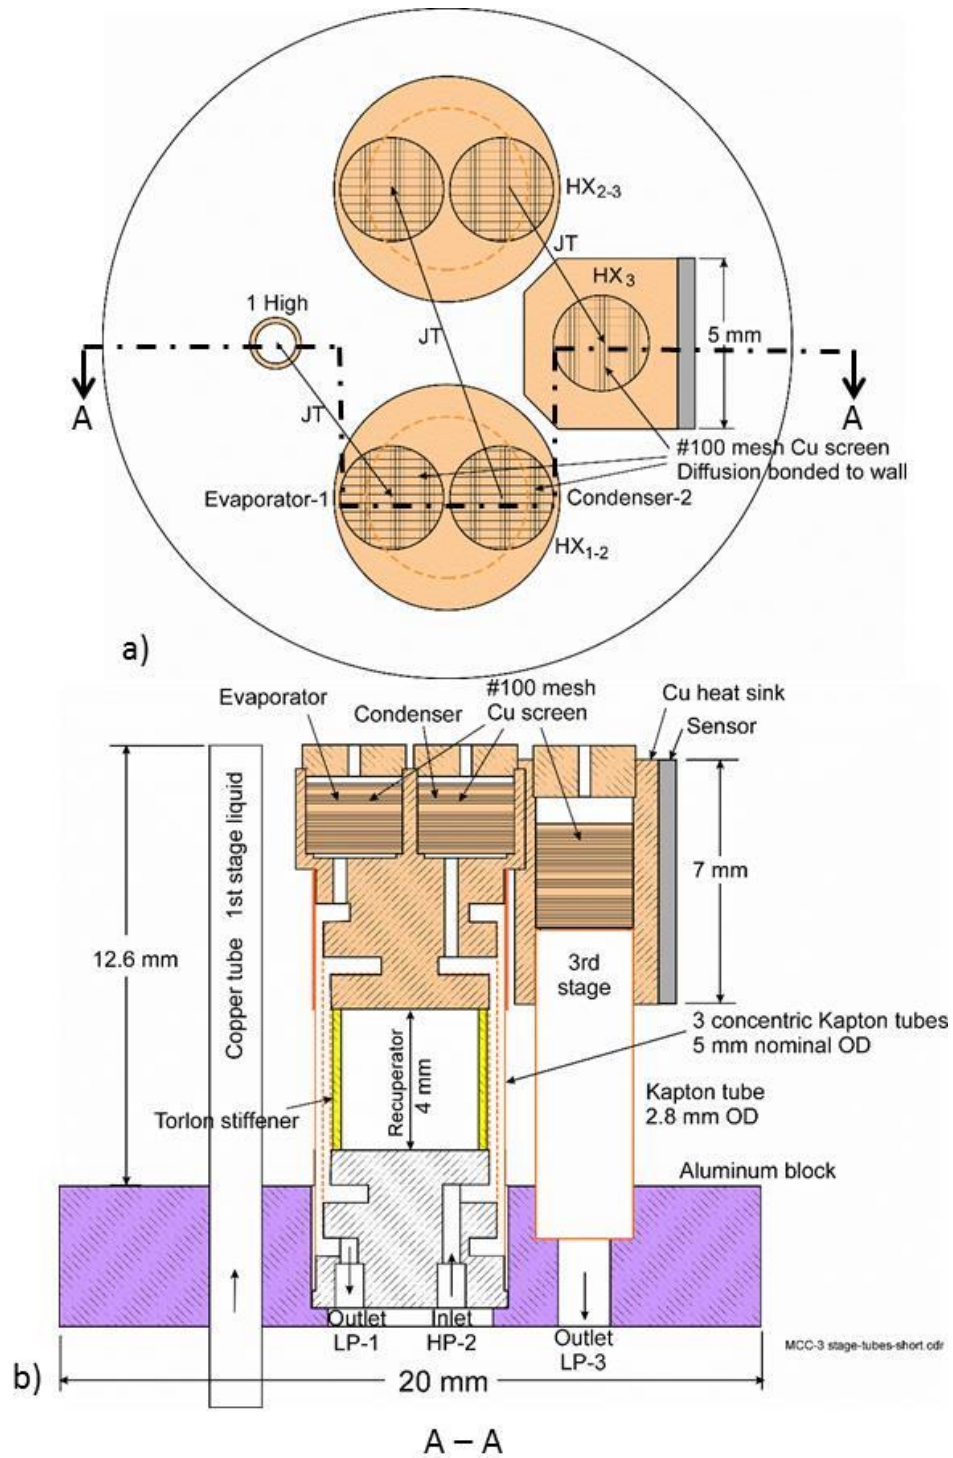 HX2-3
JT
HX3
1 High
5 mm
JT
A
A
JT
#100 mesh Cu screen
Diffusion bonded to wall
Evaporator-1
Condenser-2
HX1-2
a)
#100 mesh
Cu screen
Evaporator
Condenser
Cu heat sink
Sensor
Copper tube 1st stage liquid
7 mm
12.6 mm
3rd
stage
3 concentric Kapton tubes
5 mm nominal OD
Recuperator
4 mm
Kapton tube
2.8 mm OD
Torlon stiffener
Aluminum block
Outlet
LP-1
Inlet
HP-2
Outlet
LP-3
MCC-3 stage-tubes-short.cdr
b)
20 mm
A – A